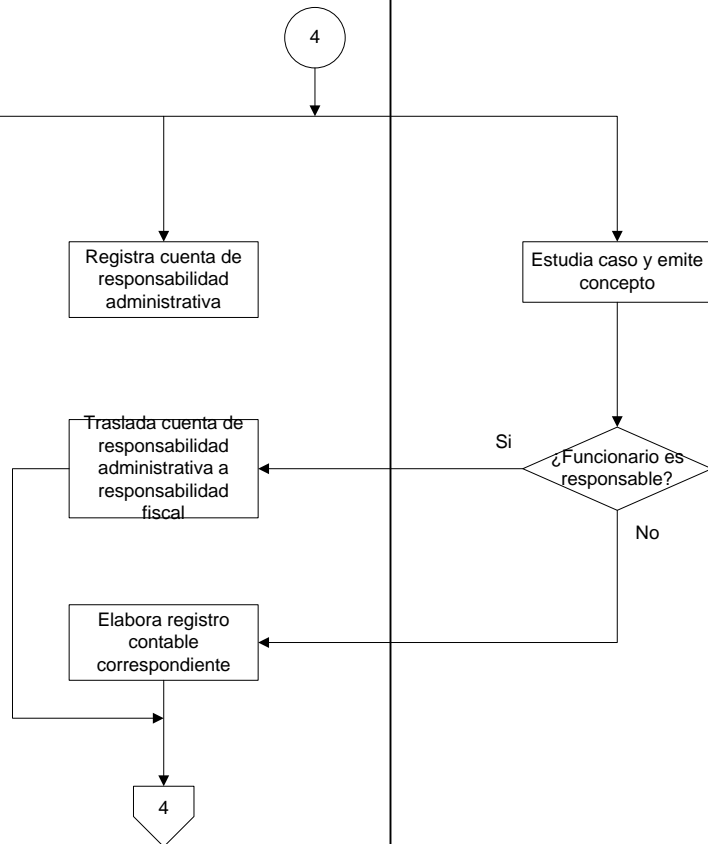 4
Registra cuenta de
responsabilidad
administrativa
Estudia caso y emite
concepto
Traslada cuenta de
responsabilidad
administrativa a
responsabilidad
fiscal
Si
¿Funcionario es
responsable?
No
Elabora registro
contable
correspondiente
4